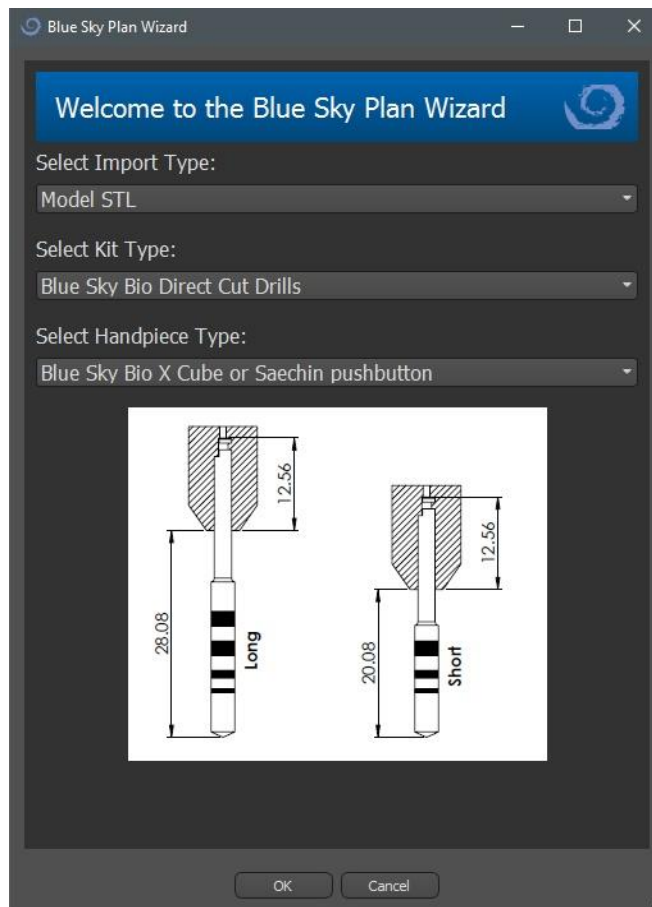 Blue Sky Plan Wizard
Welcome to the Blue Sky Plan Wizard
Select Import Type:
Model STL
Select Kit Type:
Blue Sky Bio Direct Cut Drills
Select Handpiece Type:
Blue Sky Bio X Cube or Saechin pushbutton
12.56
28.08
Long
12.56
20.08
Short
OK
Cancel